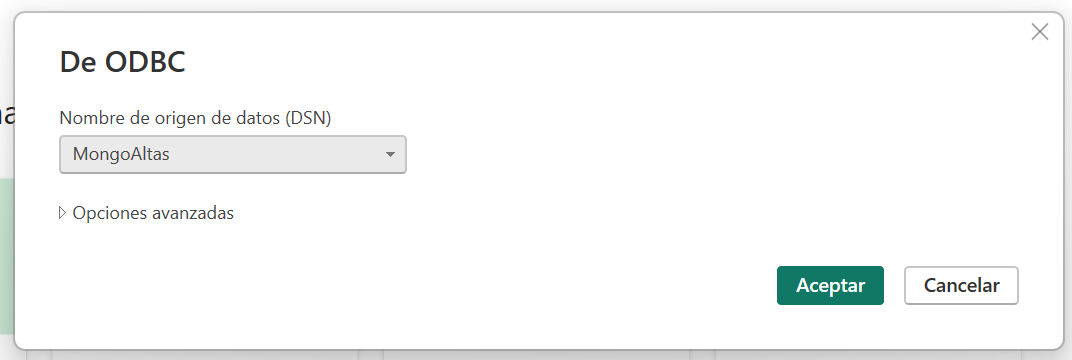 De ODBC
Nombre de origen de datos (DSN)
MongoAltas
Opciones avanzadas
Aceptar
Cancelar